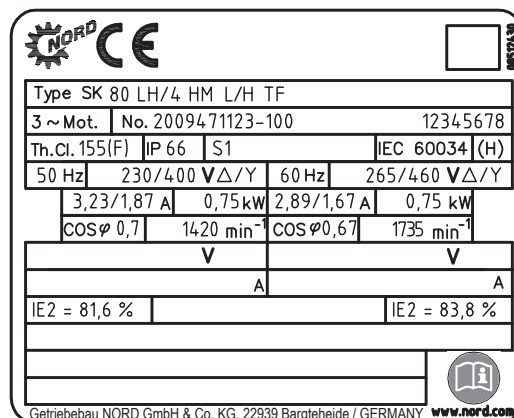 NORD CE
Type SK 80 LH/4 HM L/H TF
3 ~ Mot. No. 2009471123-100 12345678
Th.Cl. 155(F) IP 66 S1 IEC 60034 (H)
50 Hz 230/400 V △/Y 60 Hz 265/460 V △/Y
3,23/1,87 A 0,75 kW 2,89/1,67 A 0,75 kW
COS φ 0,7 1420 min⁻¹ COS φ 0,67 1735 min⁻¹
V V
A A
IE2 = 81,6 % IE2 = 83,8 %
Getriebebau NORD GmbH & Co. KG, 22939 Bargteheide / GERMANY www.nord.com